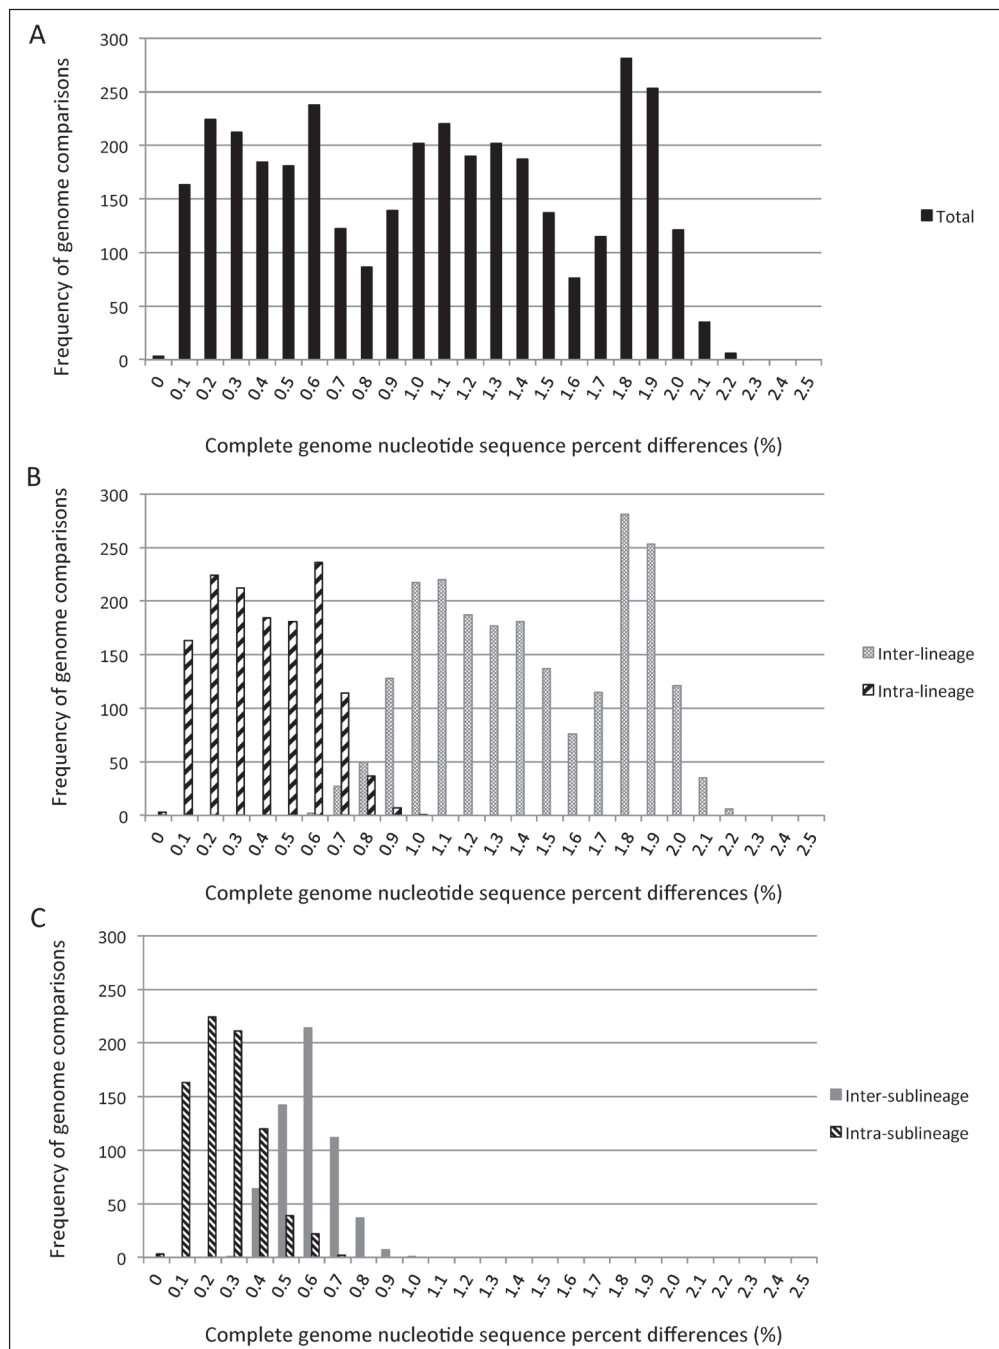 A
Frequency of genome comparisons
300
250
200
150
100
50
0
0 0.1 0.2 0.3 0.4 0.5 0.6 0.7 0.8 0.9 1.0 1.1 1.2 1.3 1.4 1.5 1.6 1.7 1.8 1.9 2.0 2.1 2.2 2.3 2.4 2.5
Complete genome nucleotide sequence percent differences (%)
Total
B
Frequency of genome comparisons
300
250
200
150
100
50
0
0 0.1 0.2 0.3 0.4 0.5 0.6 0.7 0.8 0.9 1.0 1.1 1.2 1.3 1.4 1.5 1.6 1.7 1.8 1.9 2.0 2.1 2.2 2.3 2.4 2.5
Complete genome nucleotide sequence percent differences (%)
Inter-lineage
Intra-lineage
C
Frequency of genome comparisons
300
250
200
150
100
50
0
0 0.1 0.2 0.3 0.4 0.5 0.6 0.7 0.8 0.9 1.0 1.1 1.2 1.3 1.4 1.5 1.6 1.7 1.8 1.9 2.0 2.1 2.2 2.3 2.4 2.5
Complete genome nucleotide sequence percent differences (%)
Inter-sublineage
Intra-sublineage